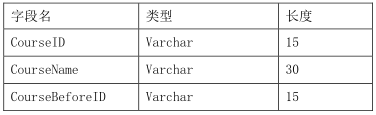 字段名 类型 长度
CourseID Varchar 15
CourseName Varchar 30
CourseBeforeID Varchar 15